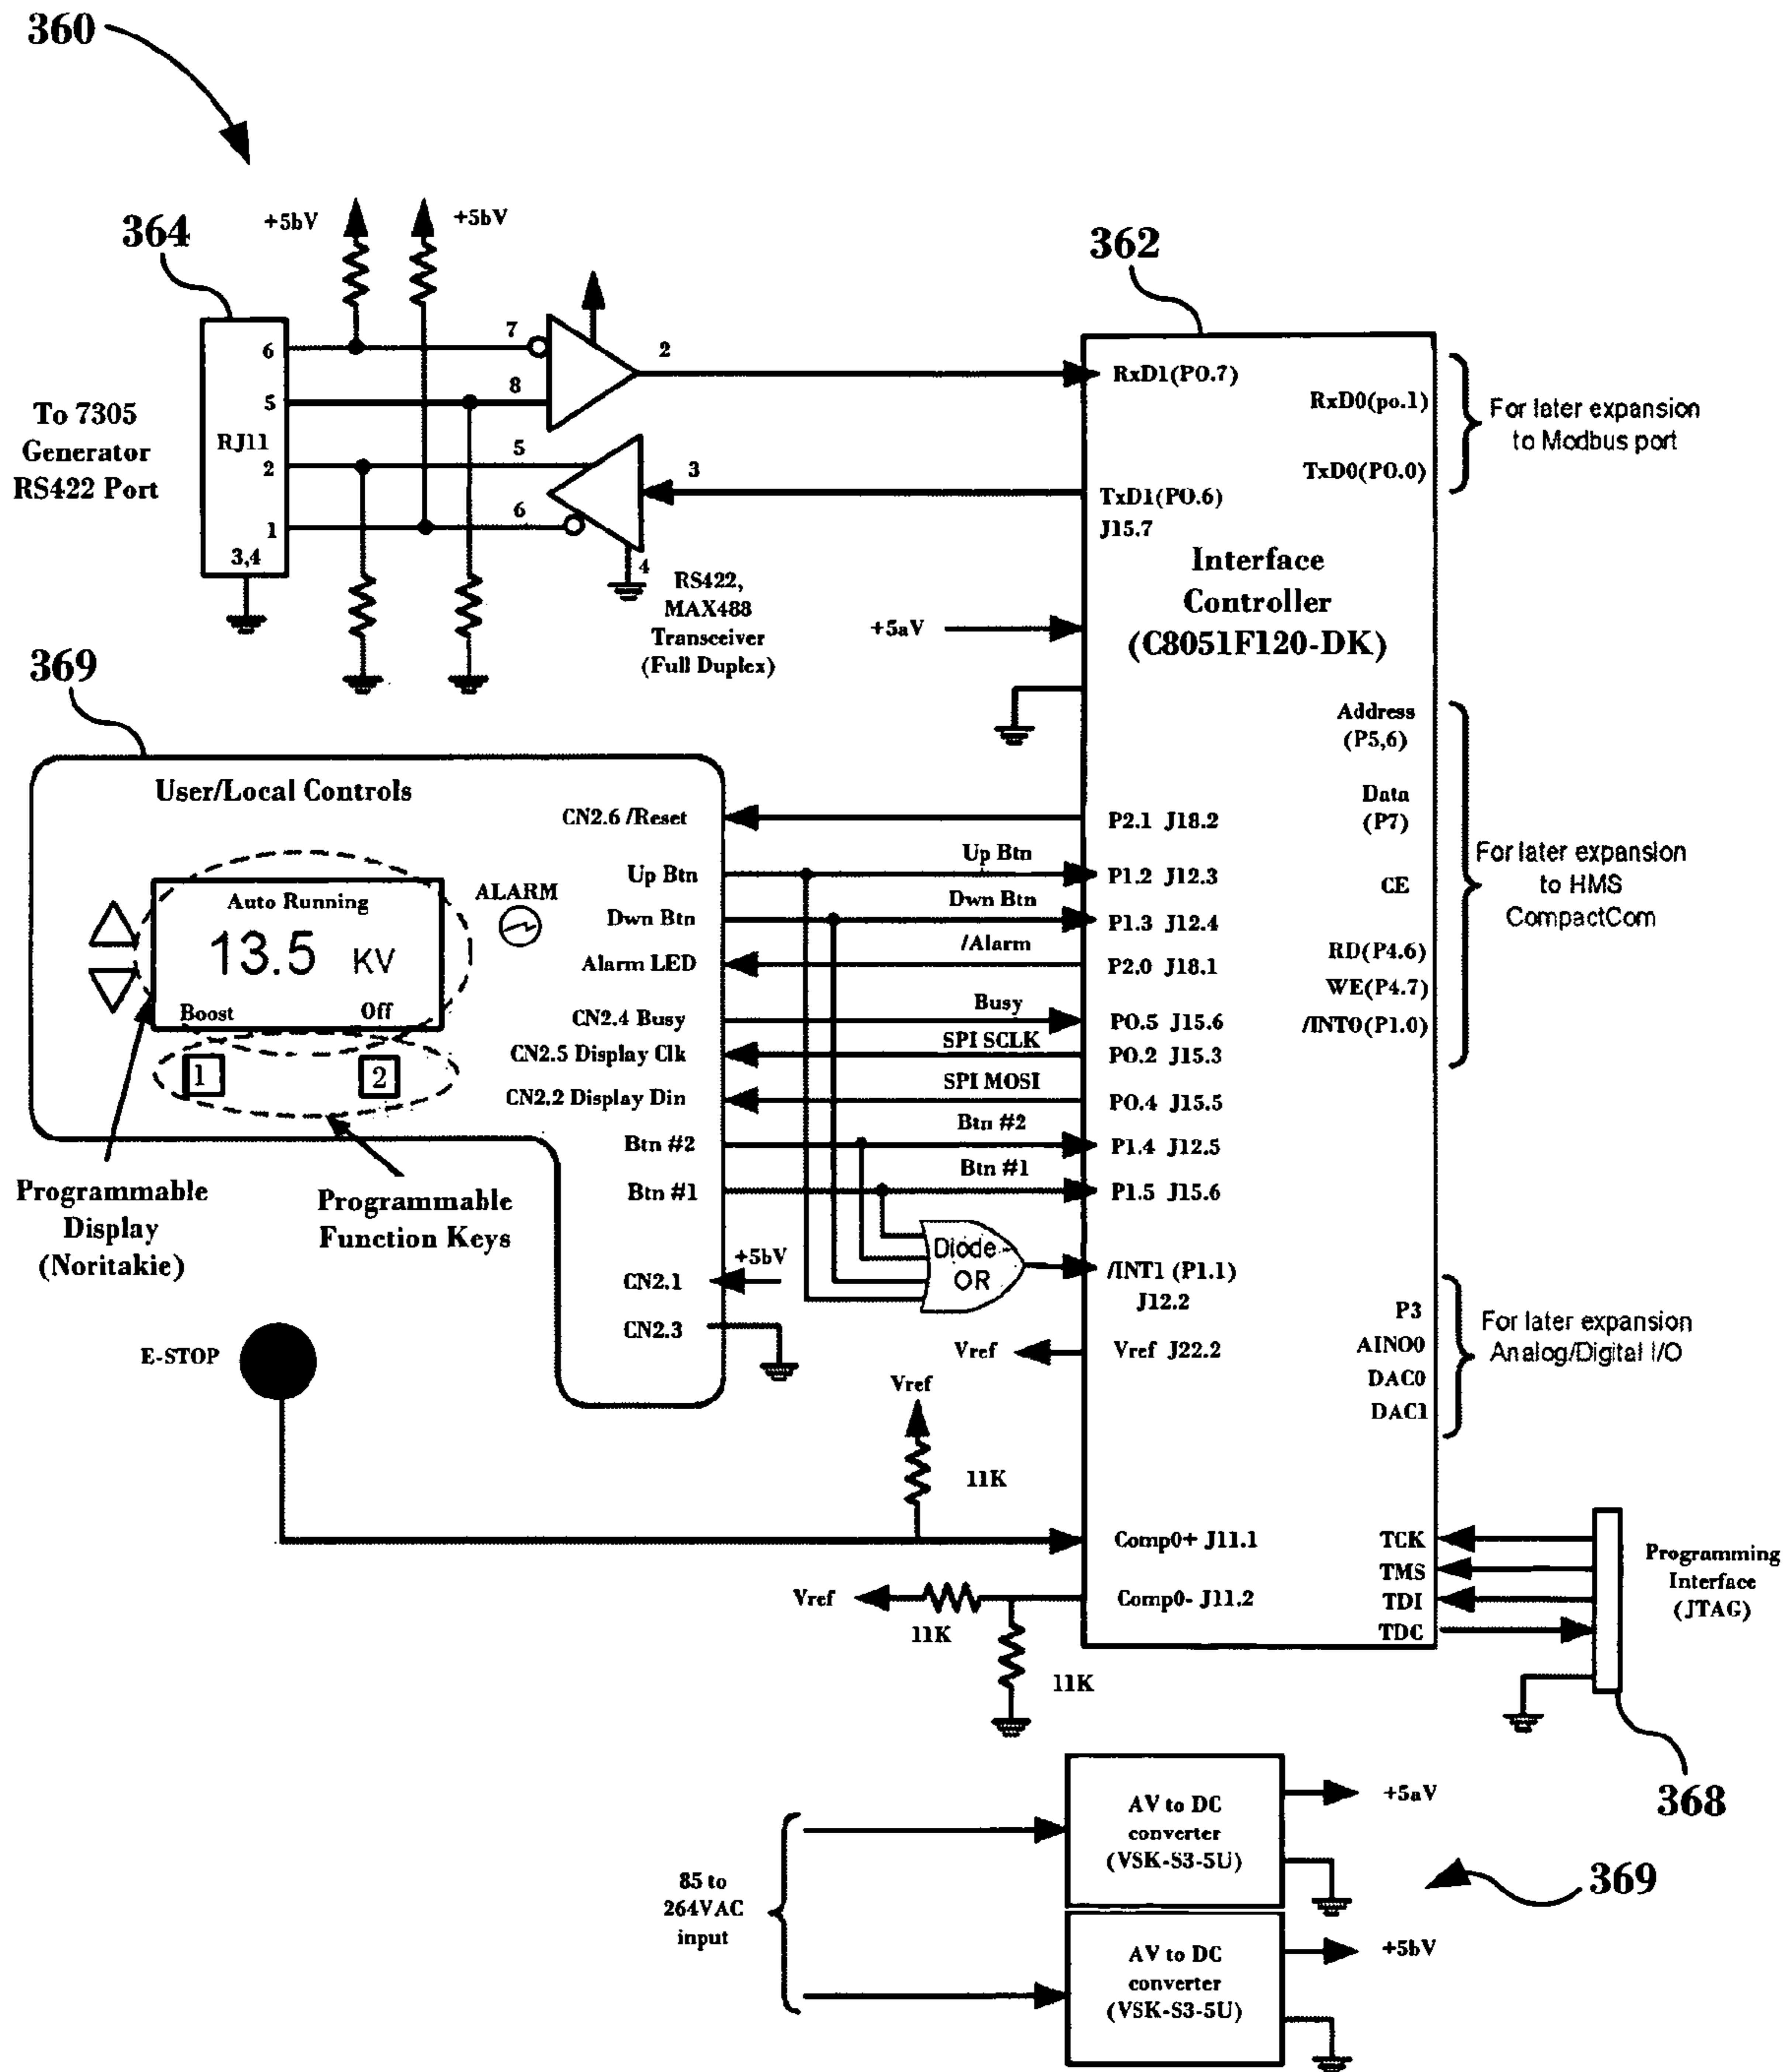 360
364
+5bV
+5bV
362
To 7305
Generator
RS422 Port
RJ11
6
5
2
1
3,4
7
8
2
5
6
3
4
RS422,
MAX488
Transceiver
(Full Duplex)
RxD1(PO.7)
TxD1(PO.6)
J15.7
RxD0(po.1)
TxD0(PO.0)
For later expansion
to Modbus port
Interface
Controller
(C8051F120-DK)
+5aV
369
User/Local Controls
Auto Running
13.5 KV
Boost
Off
ALARM
1
2
Programmable
Display
(Noritakie)
Programmable
Function Keys
CN2.6 /Reset
Up Btn
Dwn Btn
Alarm LED
CN2.4 Busy
CN2.5 Display Clk
CN2.2 Display Din
Btn #2
Btn #1
CN2.1
CN2.3
+5bV
Up Btn
Dwn Btn
/Alarm
Busy
SPI SCLK
SPI MOSI
Btn #2
Btn #1
Diode
OR
P2.1 J18.2
P1.2 J12.3
P1.3 J12.4
P2.0 J18.1
PO.5 J15.6
PO.2 J15.3
PO.4 J15.5
P1.4 J12.5
P1.5 J15.6
/INT1 (P1.1)
J12.2
Vref J22.2
Vref
Address
(P5,6)
Data
(P7)
CE
RD(P4.6)
WE(P4.7)
/INT0(P1.0)
For later expansion
to HMS
CompactCom
P3
AINO0
DAC0
DAC1
For later expansion
Analog/Digital I/O
E-STOP
Vref
11K
Comp0+ J11.1
Vref
11K
11K
Comp0- J11.2
TCK
TMS
TDI
TDC
Programming
Interface
(JTAG)
368
85 to
264VAC
input
AV to DC
converter
(VSK-S3-5U)
+5aV
AV to DC
converter
(VSK-S3-5U)
+5bV
369